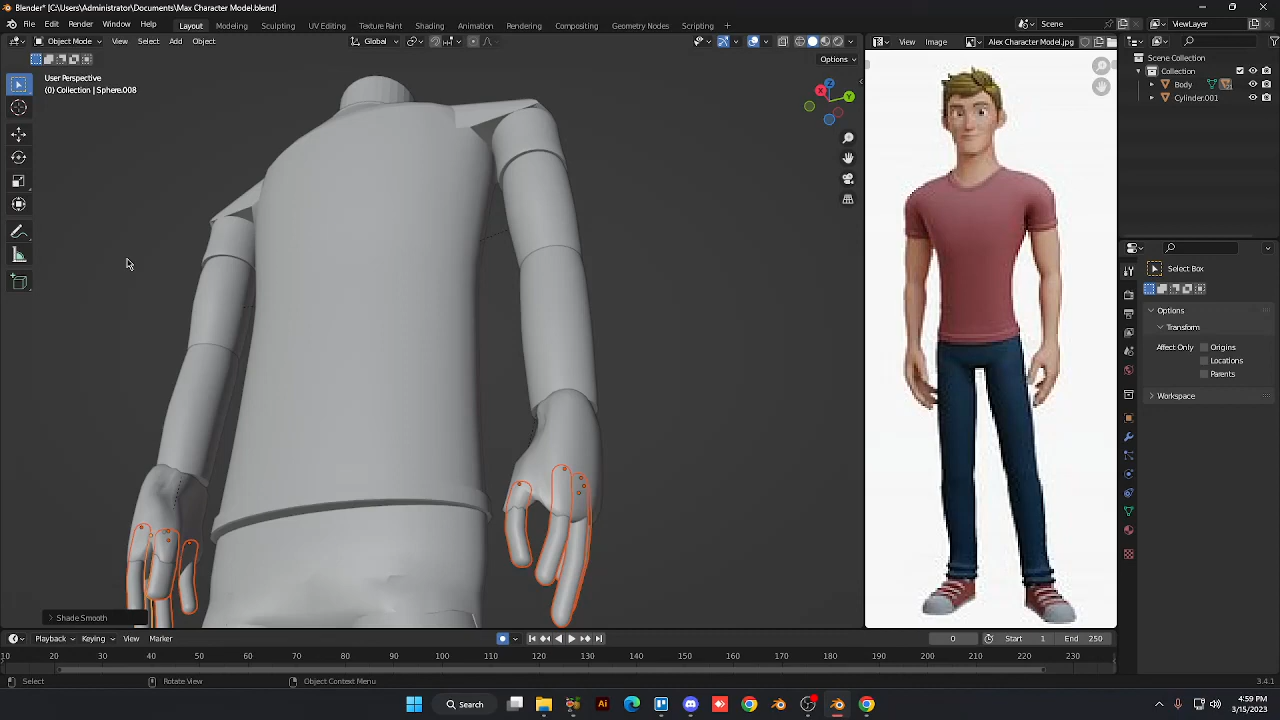 Blender* [C:\Users\Administrator\Documents\Max Character Model.blend]
File Edit Render Window Help Layout Modeling Sculpting UV Editing Texture Paint Shading Animation Rendering Compositing Geometry Nodes Scripting + Scene ViewLayer
Object Mode View Select Add Object Global View Image Alex Character Model.jpg
Options
User Perspective
(0) Collection | Sphere.008
Scene Collection
Collection
Body
Cylinder.001
Select Box
Options
Transform
Affect Only Origins
Locations
Parents
Workspace
Shade Smooth
Playback Keying View Marker 0 Start 1 End 250
10 20 30 40 50 60 70 80 90 100 110 120 130 140 150 160 170 180 190 200 210 220 230
Select Rotate View Object Context Menu 3.4.1
Search
4:59 PM
3/15/2023